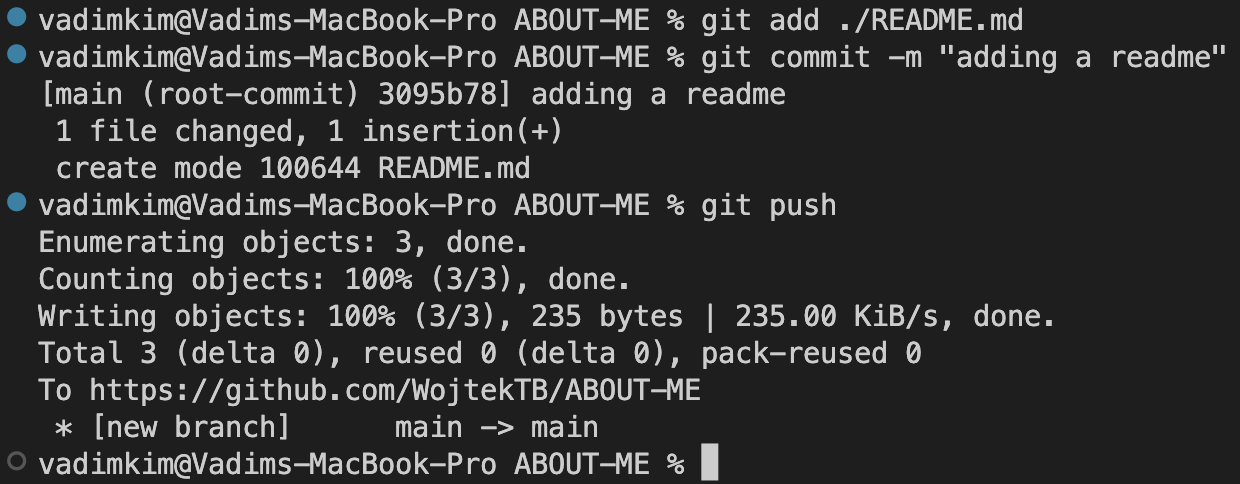 vadimkim@Vadims-MacBook-Pro ABOUT-ME % git add ./README.md
vadimkim@Vadims-MacBook-Pro ABOUT-ME % git commit -m "adding a readme"
[main (root-commit) 3095b78] adding a readme
 1 file changed, 1 insertion(+)
 create mode 100644 README.md
vadimkim@Vadims-MacBook-Pro ABOUT-ME % git push
Enumerating objects: 3, done.
Counting objects: 100% (3/3), done.
Writing objects: 100% (3/3), 235 bytes | 235.00 KiB/s, done.
Total 3 (delta 0), reused 0 (delta 0), pack-reused 0
To https://github.com/WojtekTB/ABOUT-ME
 * [new branch]      main -> main
vadimkim@Vadims-MacBook-Pro ABOUT-ME %